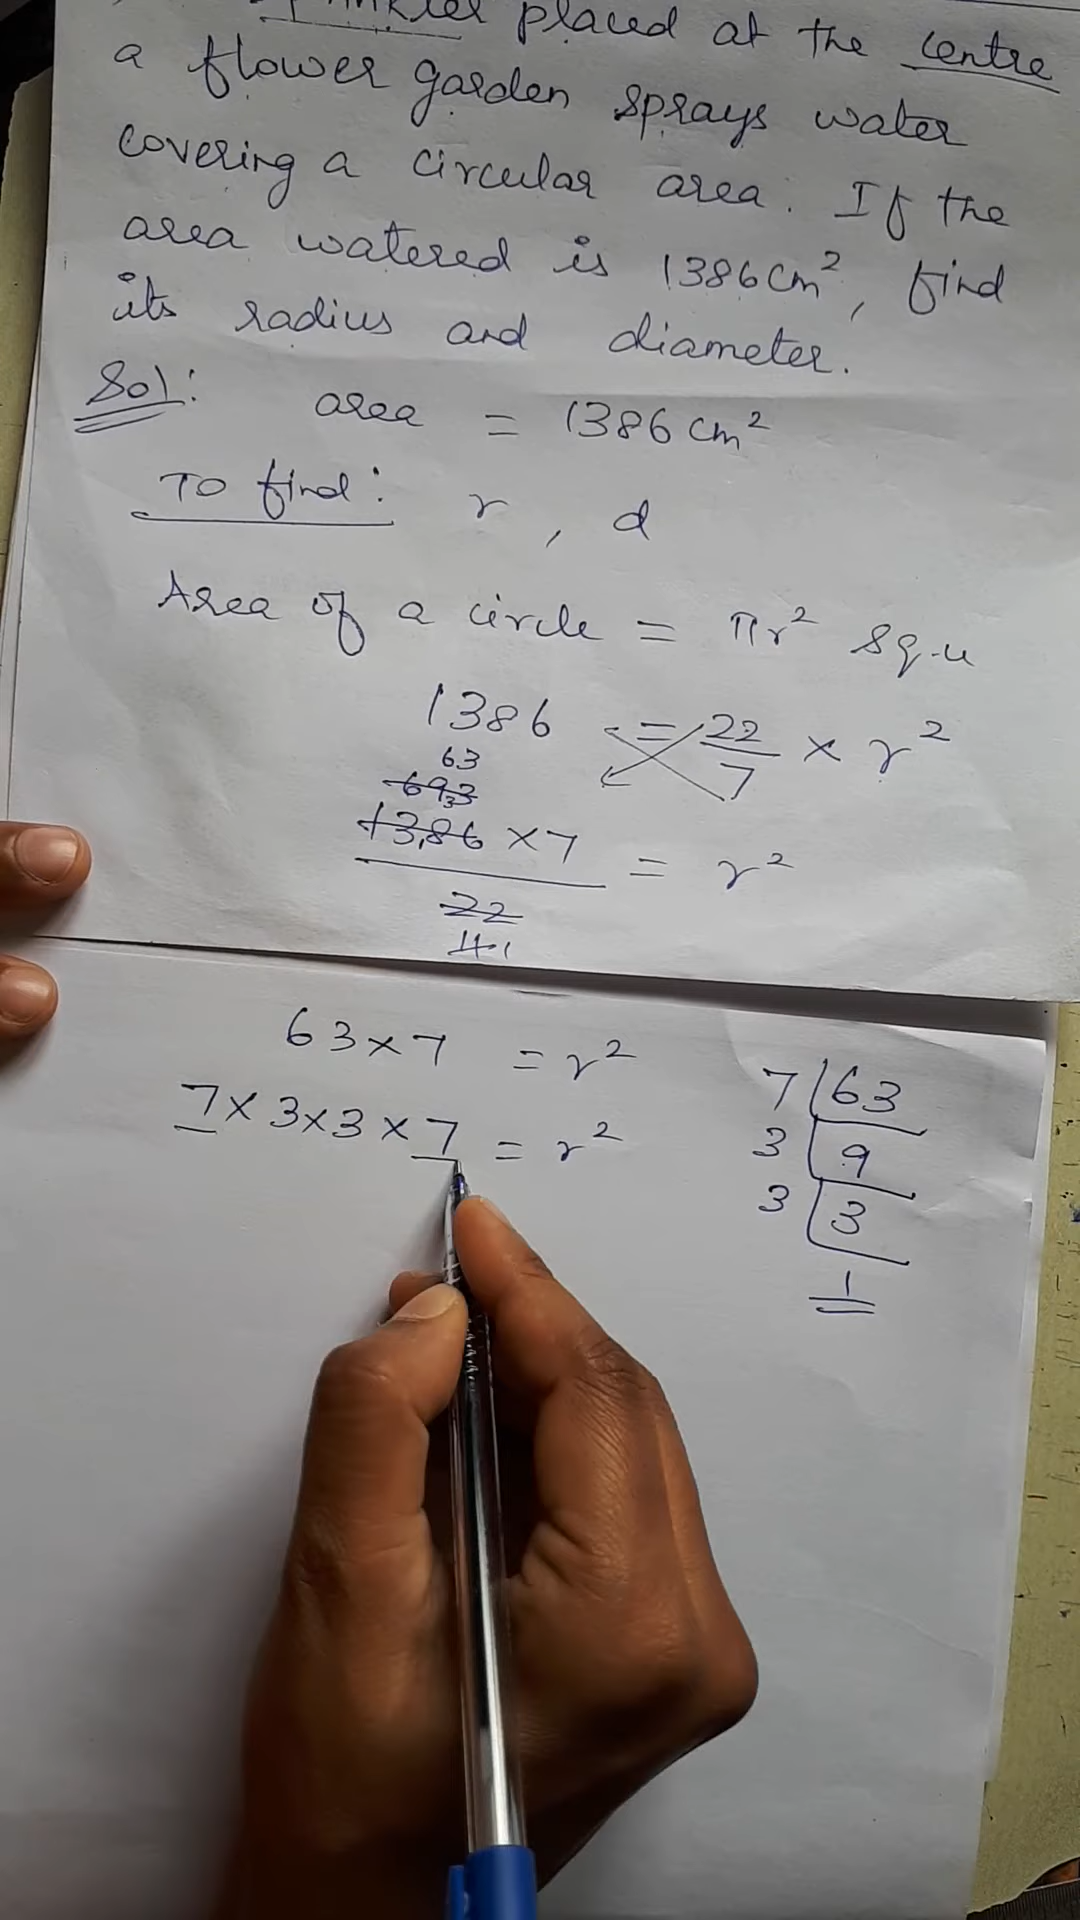 placed at the centre
a flower garden sprays water
covering a circular area. If the
area watered is 1386 cm², find
its radius and diameter.
Sol: area = 1386 cm²
To find: r, d
Area of a circle = πr² sq.u
1386 = 22/7 × r²
63
693
1386 × 7 = r²
22
11 1
63 × 7 = r²
7 × 3 × 3 × 7 = r²
7 63
3 9
3 3
1